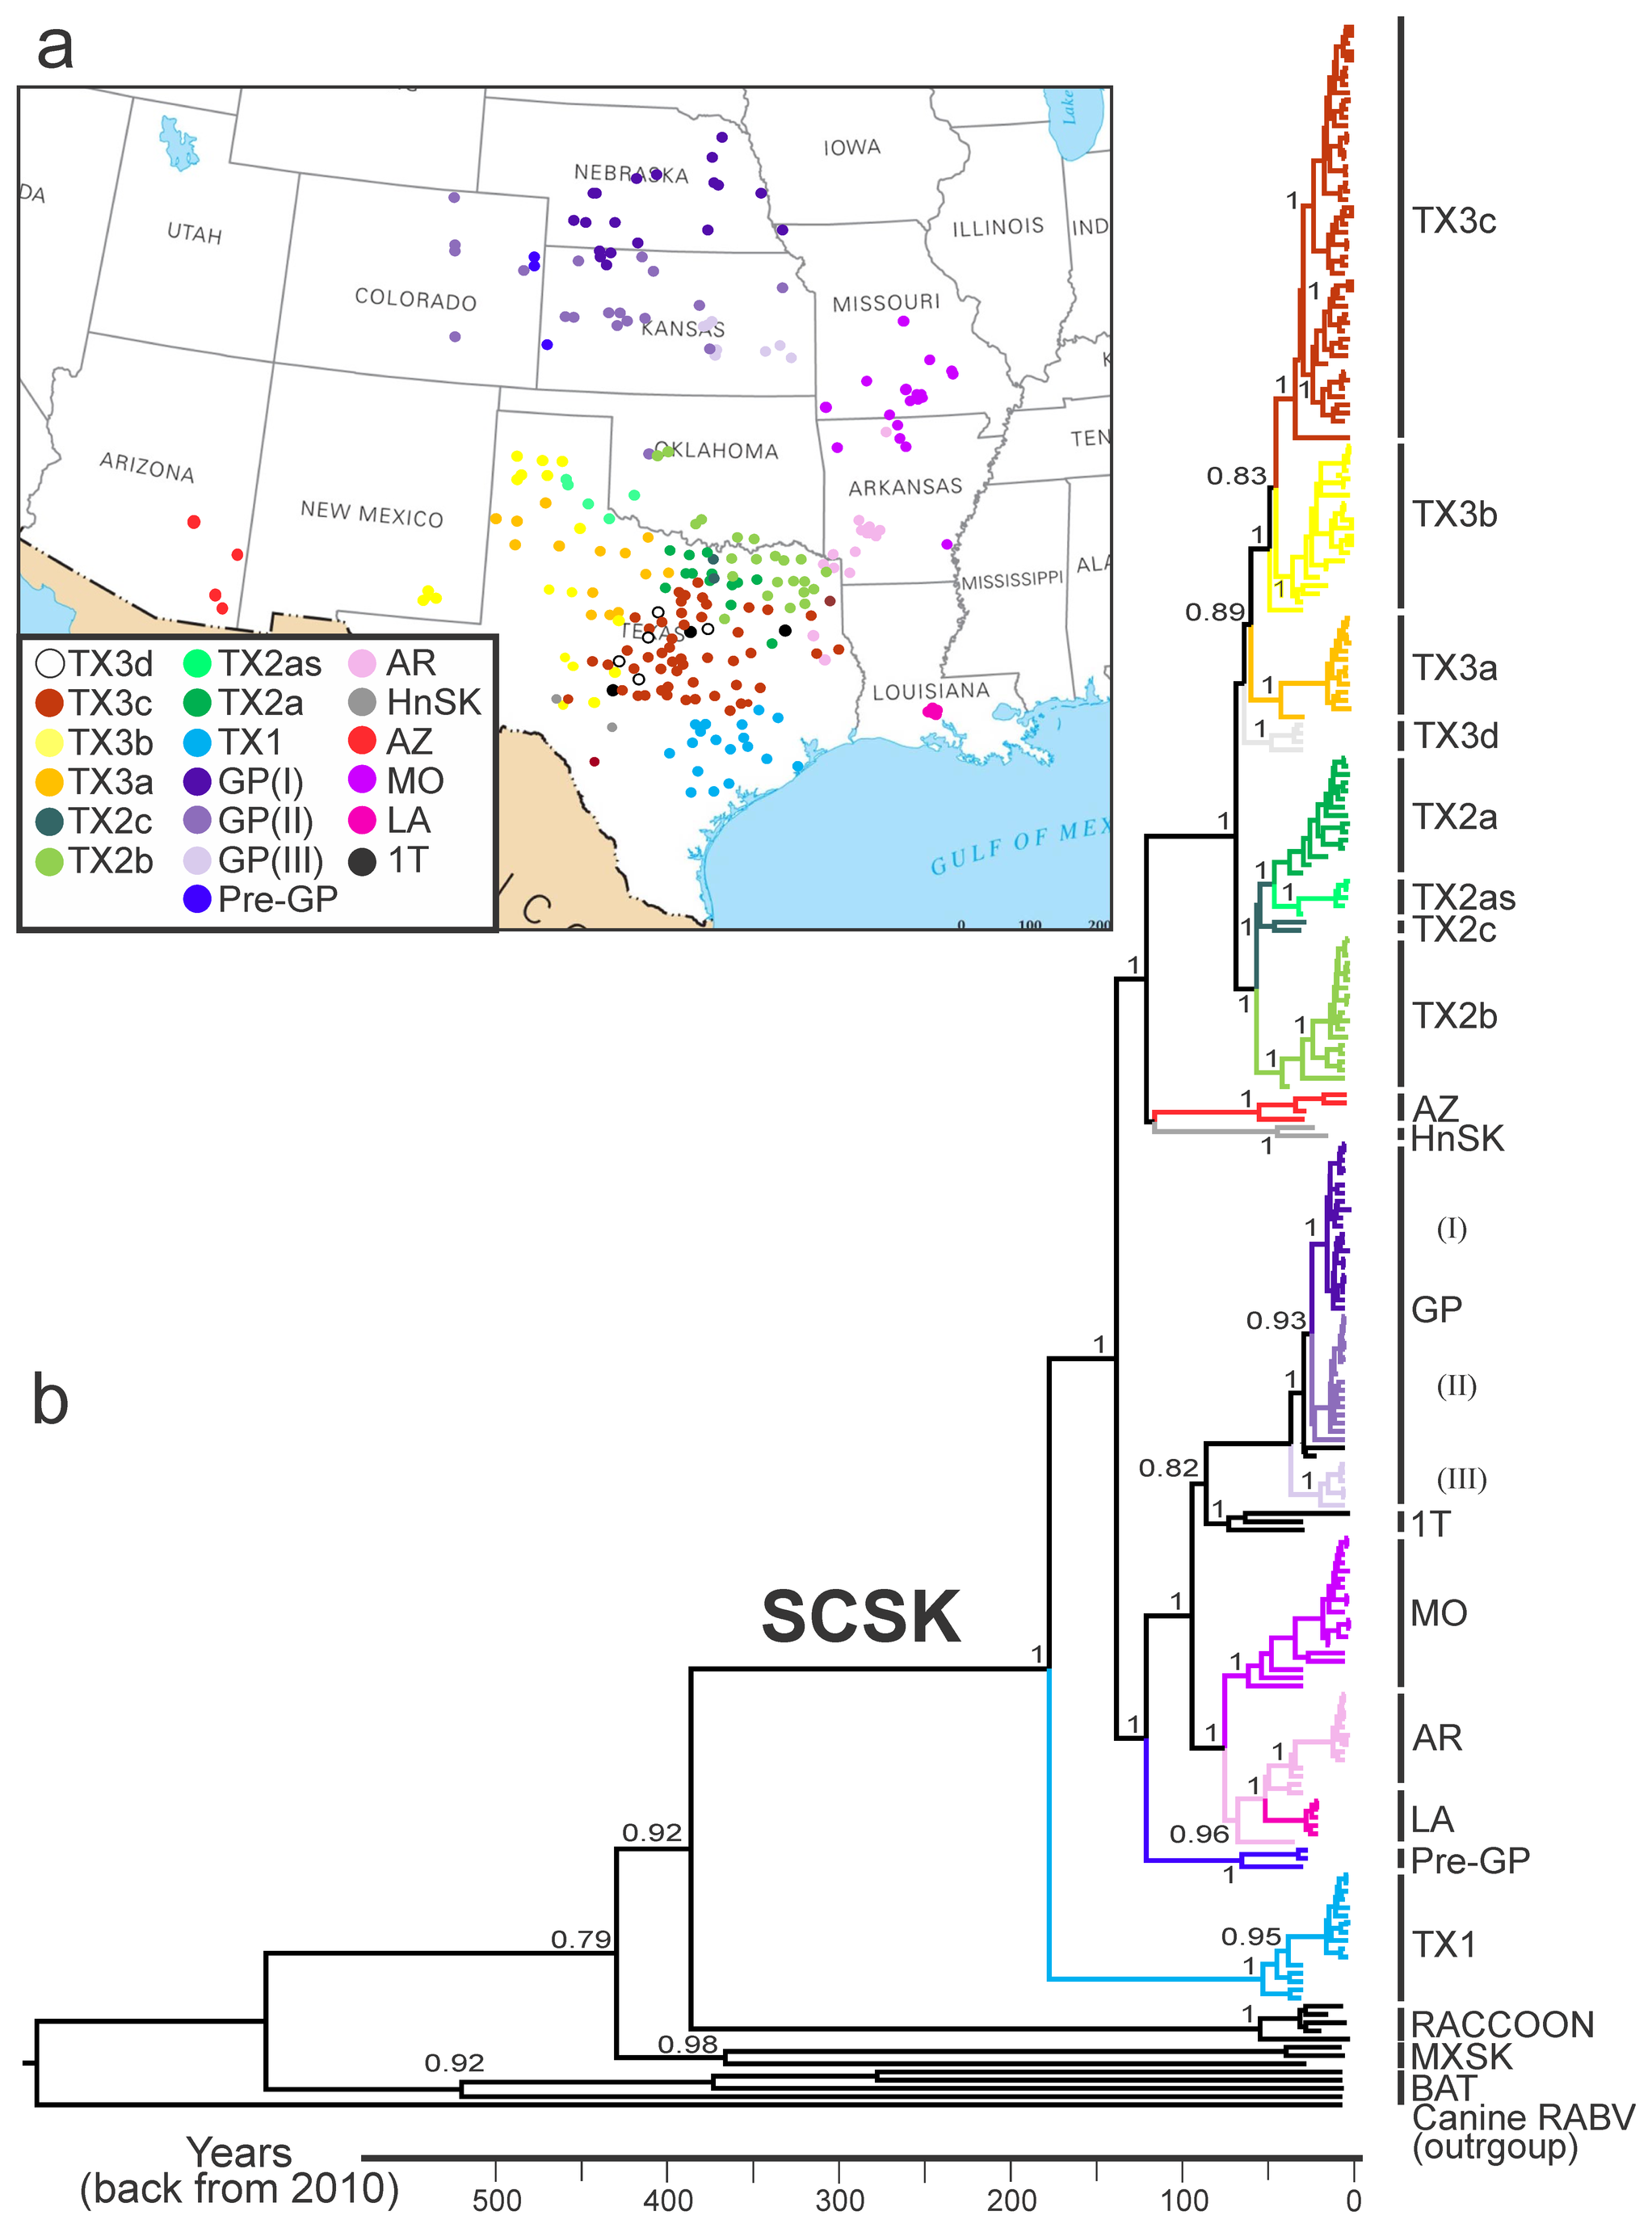 a
Lake
IOWA
NEBRASKA
DA
UTAH
ILLINOIS
IND
COLORADO
MISSOURI
KANSAS
K
TEN
ARIZONA
OKLAHOMA
ARKANSAS
NEW MEXICO
MISSISSIPPI
ALA
TEXAS
LOUISIANA
GULF OF MEX
0 100 200
C
TX3d
TX3c
TX3b
TX3a
TX2c
TX2b
TX2as
TX2a
TX1
GP(I)
GP(II)
GP(III)
Pre-GP
AR
HnSK
AZ
MO
LA
1T
TX3c
1
1
1
1
0.83
TX3b
1
1
0.89
TX3a
1
TX3d
1
TX2a
1
1
TX2as
1
TX2c
1
1
TX2b
1
1
1
AZ
1
HnSK
1
(I)
1
GP
0.93
1
b
(II)
1
0.82
(III)
1
1T
1
SCSK
MO
1
1
1
AR
1
1
1
1
LA
1
0.96
Pre-GP
1
0.92
TX1
0.95
1
0.79
RACCOON
1
0.98
MXSK
0.92
BAT
Canine RABV
(outrgoup)
Years
(back from 2010)
500 400 300 200 100 0